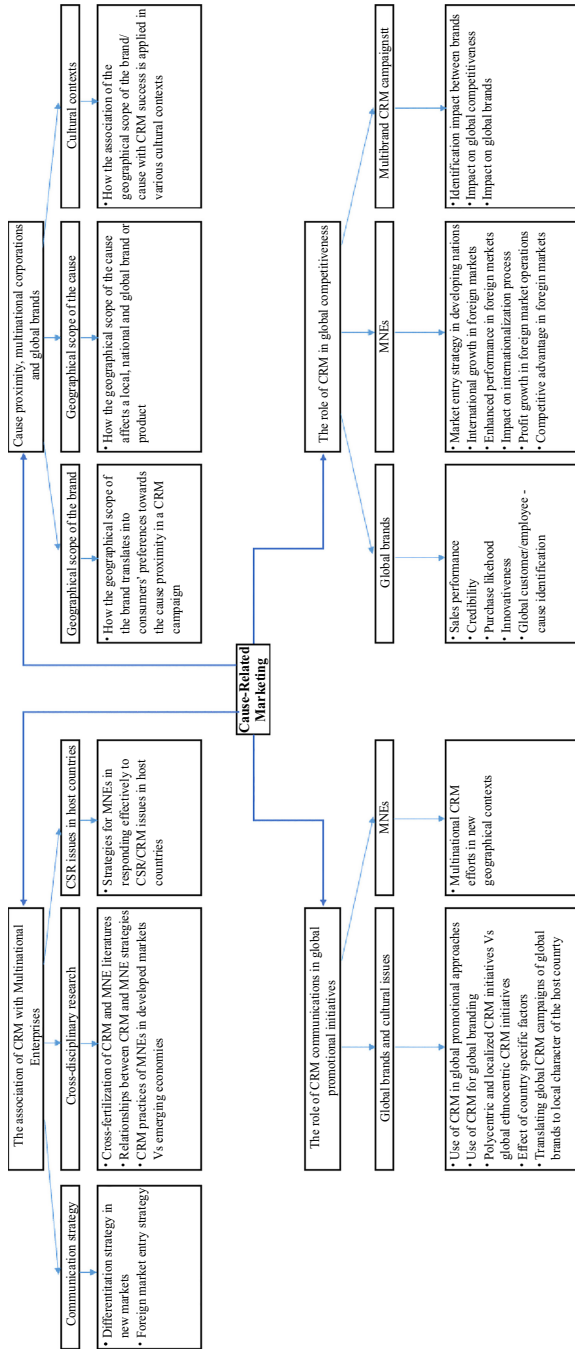 The association of CRM with Multinational
Enterprises
Communication strategy
• Differentitation strategy in
new markets
• Foreign market entry strategy
Cross-disciplinary research
• Cross-fertilization of CRM and MNE literatures
• Relationships between CRM and MNE strategies
• CRM practices of MNEs in developed markets
Vs emerging economies
CSR issues in host countries
• Strategies for MNEs in
responding effectively to
CSR/CRM issues in host
countries
Cause proximity, multinational corporations
and global brands
Geographical scope of the brand
• How the geographical scope of
the brand translates into
consumers' preferences towards
the cause proximity in a CRM
campaign
Geographical scope of the cause
• How the geographical scope of the cause
affects a local, national and global brand or
product
Cultural contexts
• How the association of the
geographical scope of the brand/
cause with CRM success is applied in
various cultural contexts
Cause-Related
Marketing
The role of CRM communications in global
promotional initiatives
Global brands and cultural issues
• Use of CRM in global promotional approaches
• Use of CRM for global branding
• Polycentric and localized CRM initiatives Vs
global ethnocentric CRM initiatives
• Effect of country specific factors
• Translating global CRM campaigns of global
brands to local character of the host counrty
MNEs
• Multinational CRM
efforts in new
geographical contexts
The role of CRM in global competitiveness
Global brands
• Sales performance
• Credibility
• Purchase likehood
• Innovativeness
• Global customer/employee -
cause identification
MNEs
• Market entry strategy in developing nations
• International growth in foreign markets
• Enhanced performance in foreign merkets
• Impact on internationalization process
• Profit growth in foreign market operations
• Competitive advantage in foregin markets
Multibrand CRM campaignstt
• Identification impact between brands
• Impact on global competitiveness
• Impact on global brands